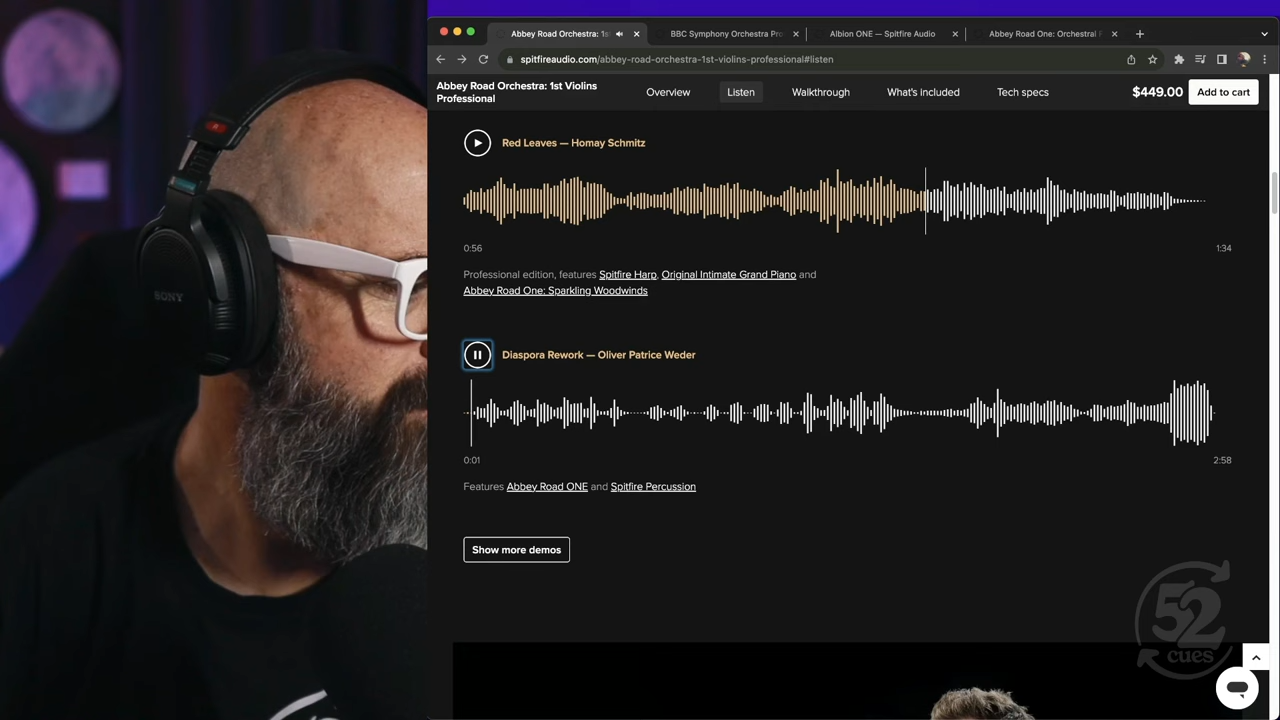 Abbey Road Orchestra: 1st
BBC Symphony Orchestra Pro
Albion ONE — Spitfire Audio
Abbey Road One: Orchestral F
spitfireaudio.com/abbey-road-orchestra-1st-violins-professional#listen
Abbey Road Orchestra: 1st Violins
Professional
Overview
Listen
Walkthrough
What's included
Tech specs
$449.00
Add to cart
Red Leaves — Homay Schmitz
0:56
1:34
Professional edition, features Spitfire Harp, Original Intimate Grand Piano and
Abbey Road One: Sparkling Woodwinds
Diaspora Rework — Oliver Patrice Weder
0:01
2:58
Features Abbey Road ONE and Spitfire Percussion
Show more demos
SONY
52
cues